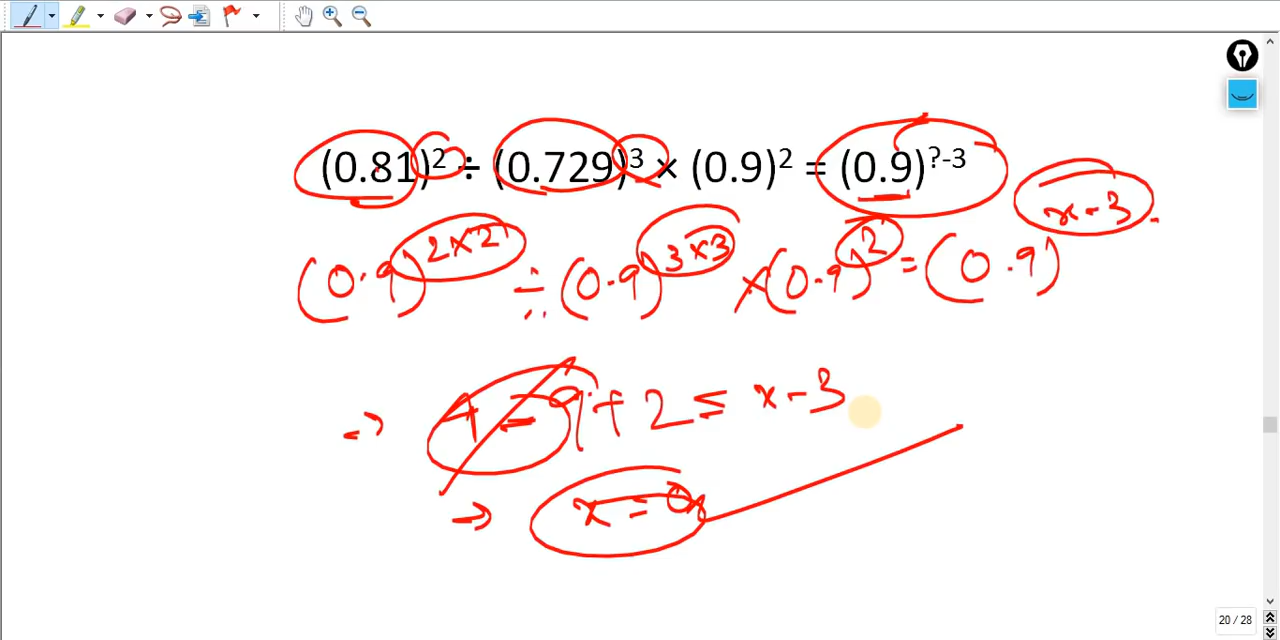 (0.81)² ÷ (0.729)³ × (0.9)² = (0.9)^?-3
x-3
(0.9)^2×2 ÷ (0.9)^3×3 ×(0.9)^2 = (0.9)
⇒ 4-9+2 = x-3
⇒ x = 0
20 / 28